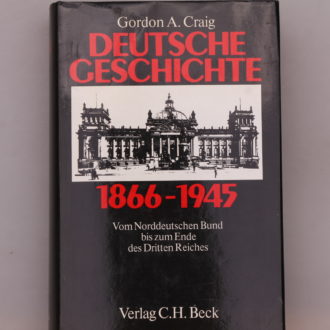 Gordon A. Craig
DEUTSCHE
GESCHICHTE
1866-1945
Vom Norddeutschen Bund
bis zum Ende
des Dritten Reiches
Verlag C.H. Beck